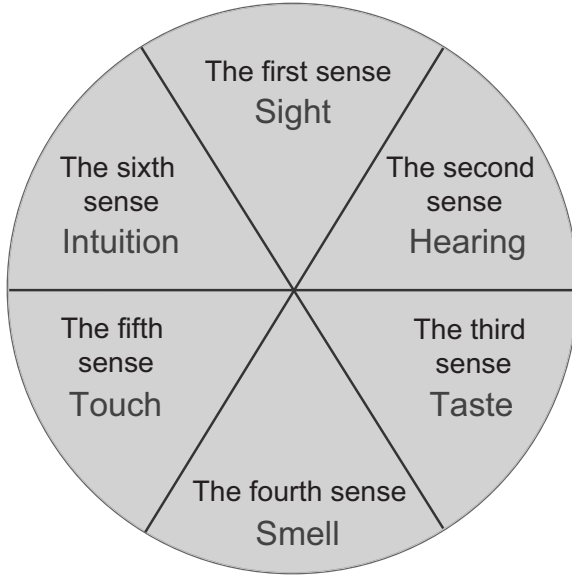 The first sense
Sight
The second
sense
Hearing
The third
sense
Taste
The fourth sense
Smell
The fifth
sense
Touch
The sixth
sense
Intuition